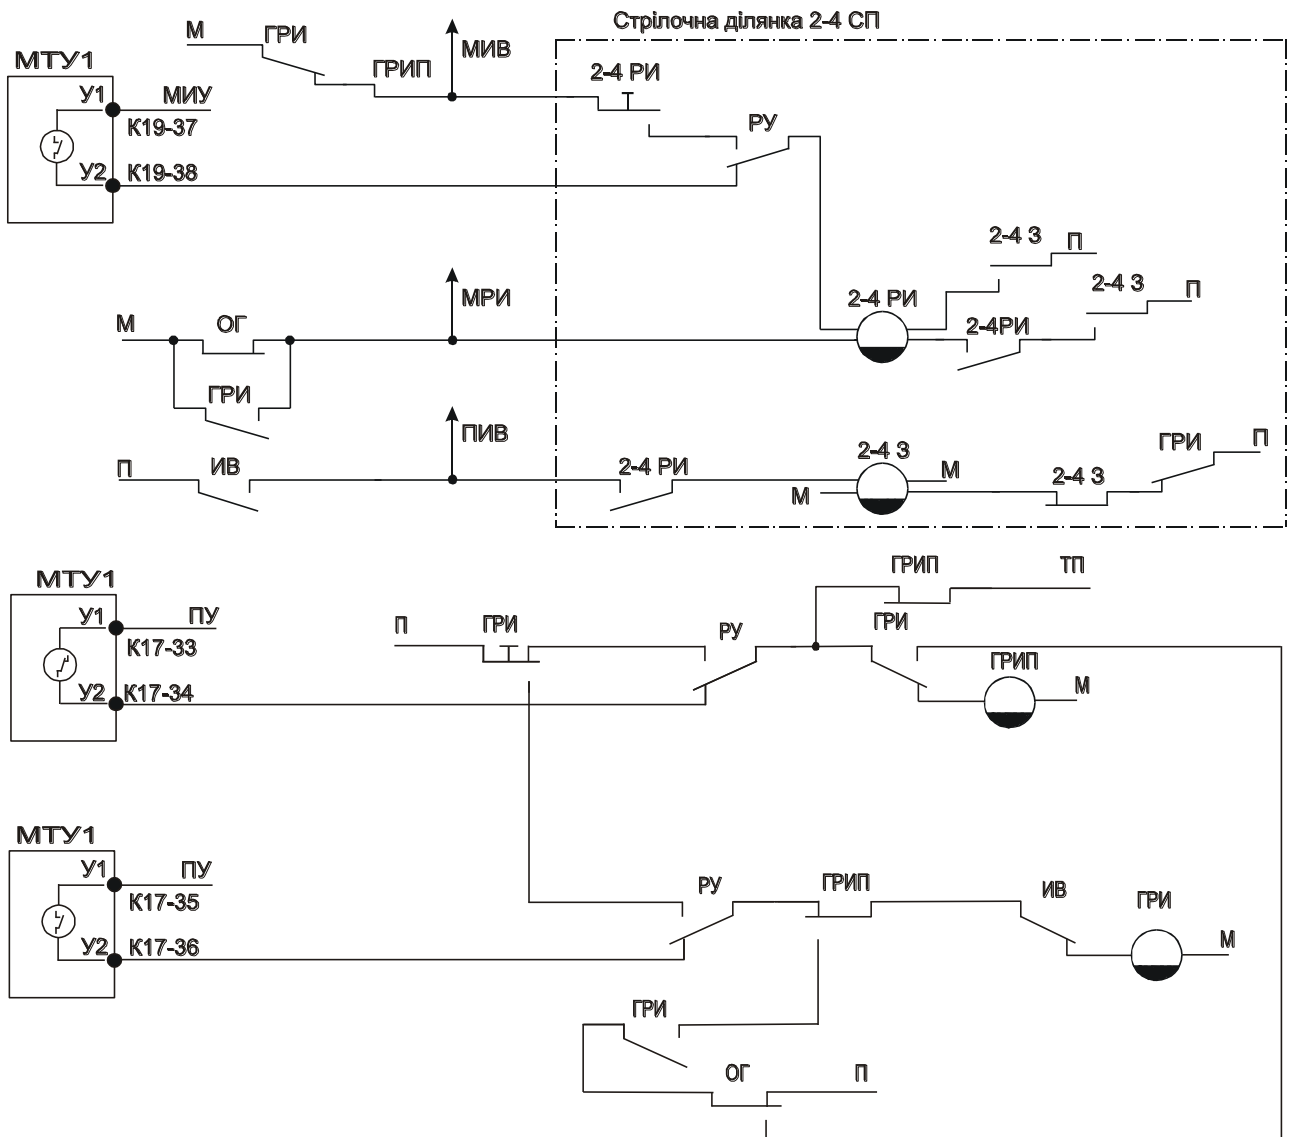 Стрілочна ділянка 2-4 СП
М
ГРИ
МИВ
МТУ1
ГРИП
2-4 РИ
У1
МИУ
К19-37
РУ
У2
К19-38
2-4 З
П
МРИ
2-4 РИ
2-4 З
П
М
ОГ
2-4РИ
ГРИ
ПИВ
ГРИ
П
П
ИВ
2-4 РИ
2-4 З
М
М
2-4 З
ГРИП
ТП
МТУ1
У1
ПУ
П
ГРИ
РУ
ГРИ
К17-33
ГРИП
У2
К17-34
М
МТУ1
У1
ПУ
РУ
ГРИП
ИВ
ГРИ
К17-35
У2
К17-36
М
ГРИ
ОГ
П